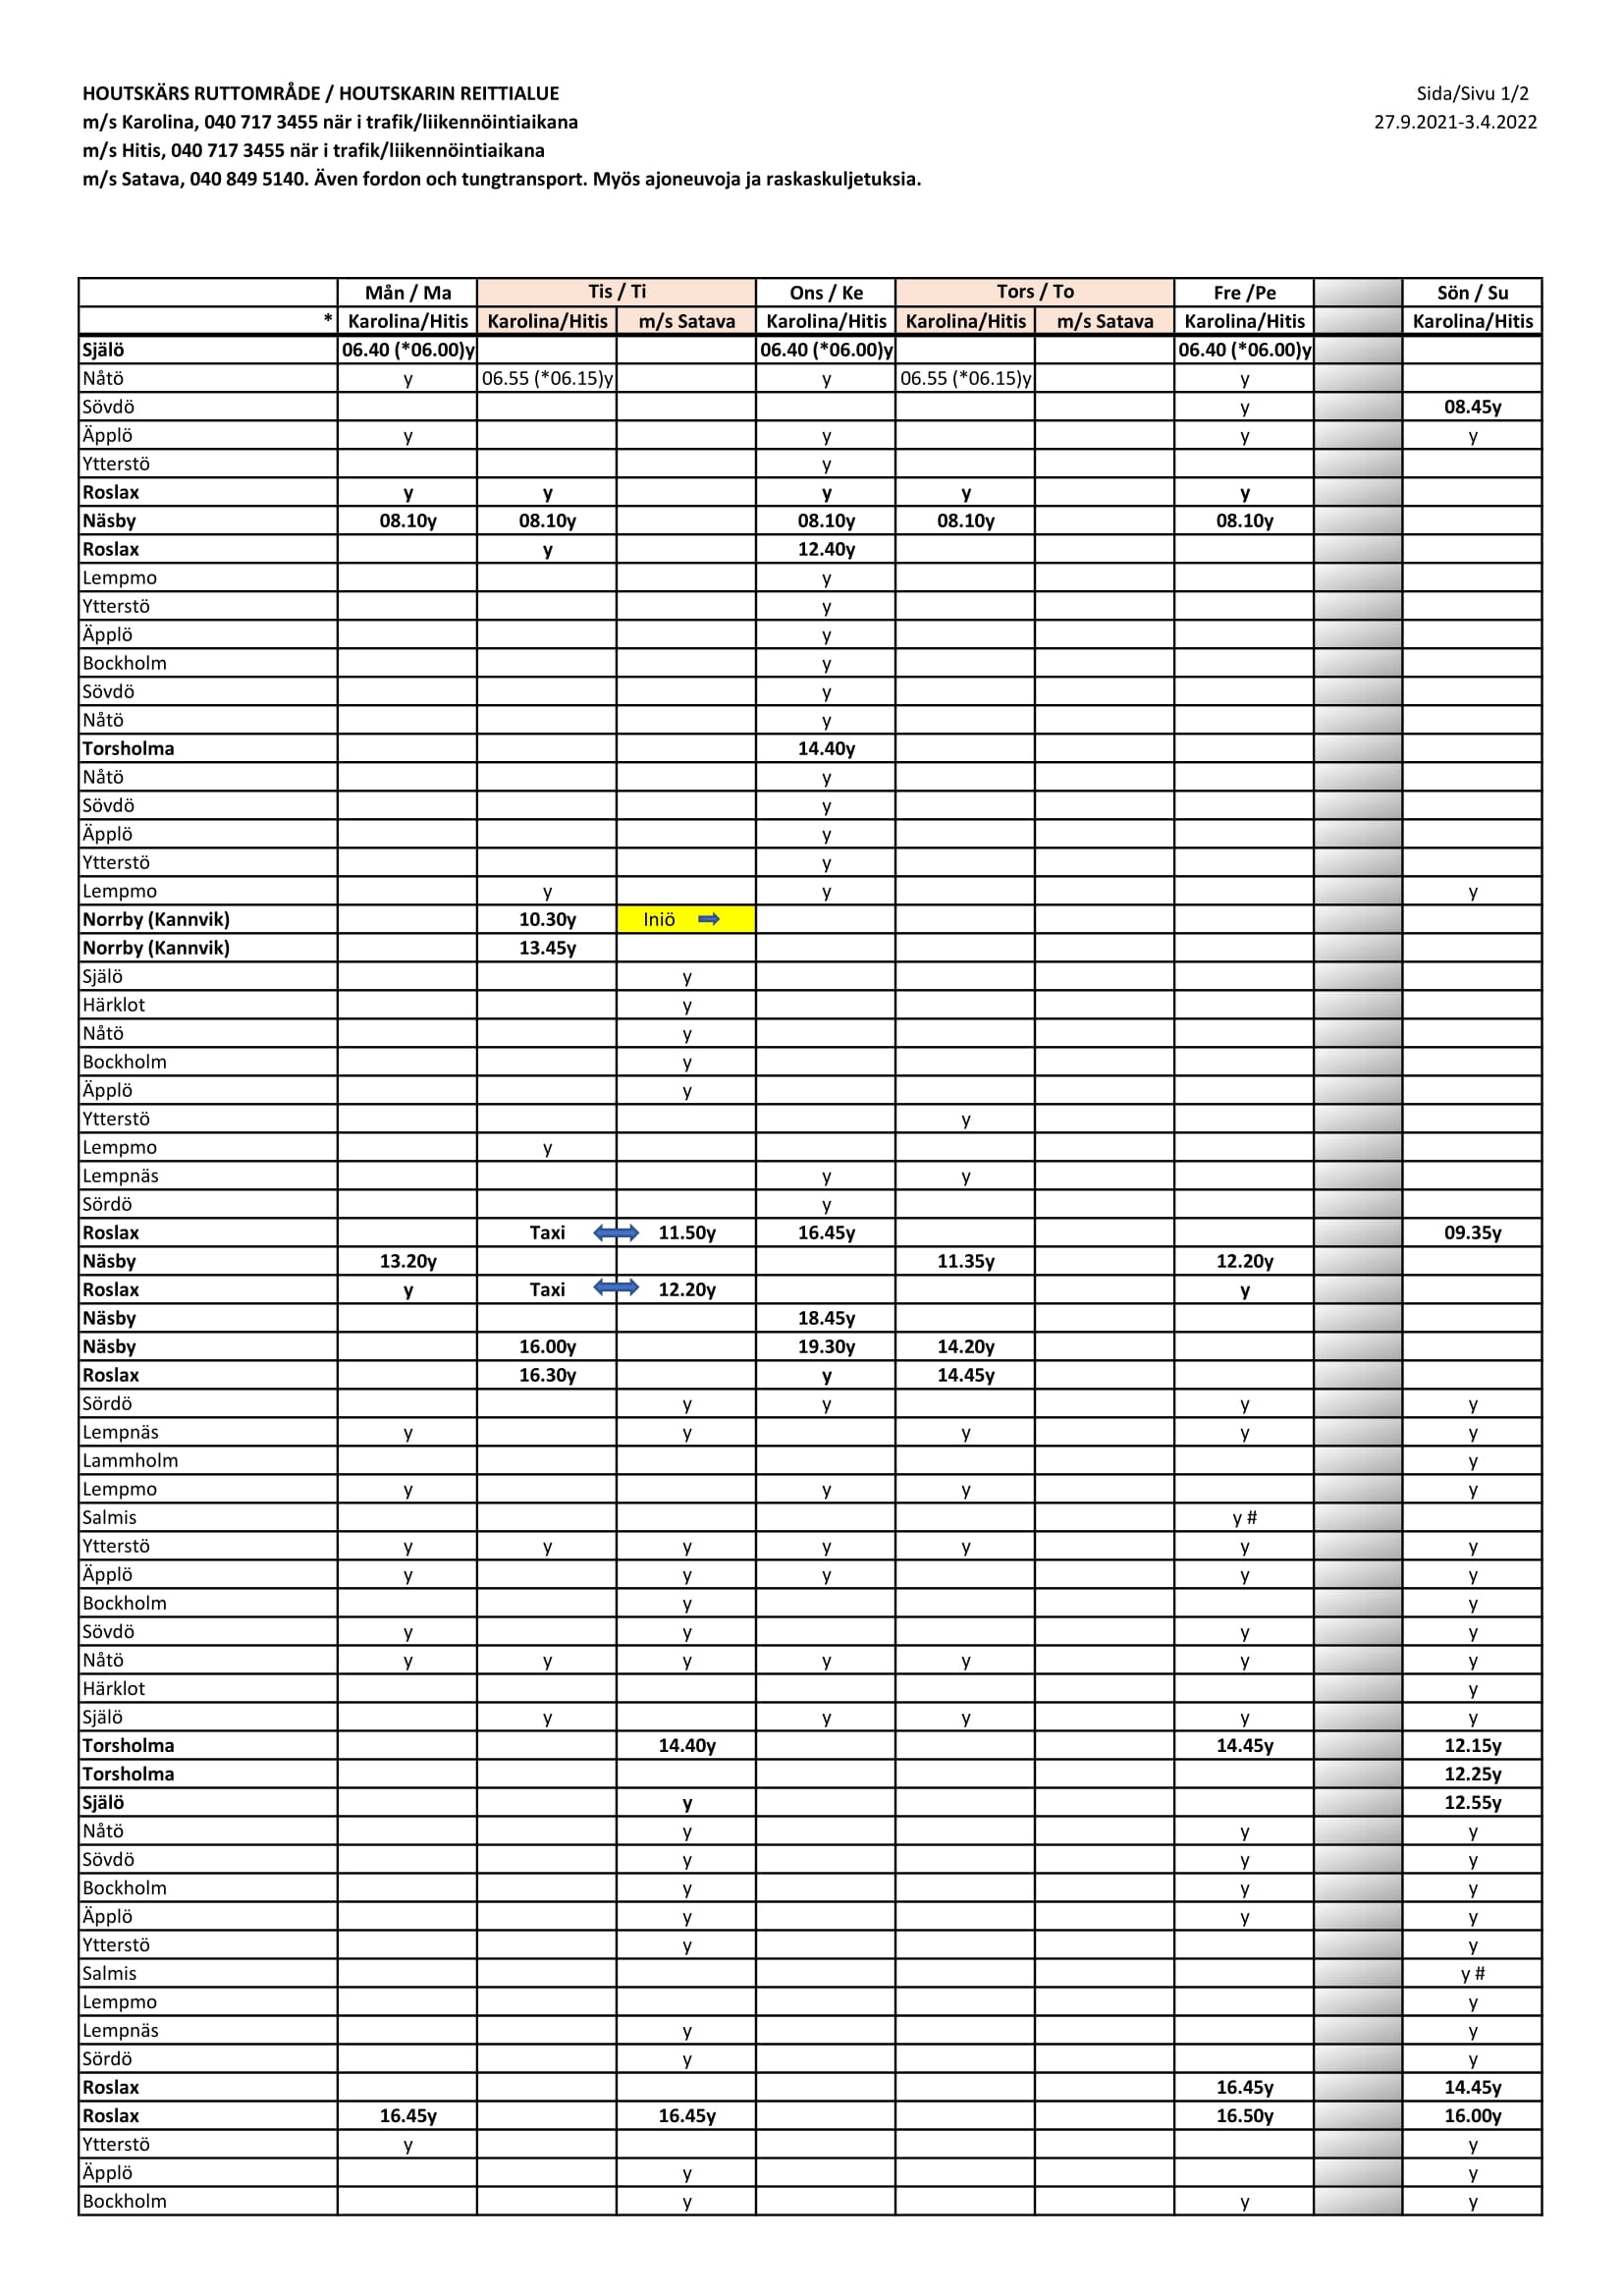 HOUTSKÄRS RUTTOMRÅDE / HOUTSKARIN REITTIALUE Sida/Sivu 1/2
m/s Karolina, 040 717 3455 när i trafik/liikennöintiaikana 27.9.2021-3.4.2022
m/s Hitis, 040 717 3455 när i trafik/liikennöintiaikana
m/s Satava, 040 849 5140. Även fordon och tungtransport. Myös ajoneuvoja ja raskaskuljetuksia.
Mån / Ma Tis / Ti Ons / Ke Tors / To Fre /Pe Sön / Su
* Karolina/Hitis Karolina/Hitis m/s Satava Karolina/Hitis Karolina/Hitis m/s Satava Karolina/Hitis Karolina/Hitis
Själö 06.40 (*06.00)y 06.40 (*06.00)y 06.40 (*06.00)y
Nåtö y 06.55 (*06.15)y y 06.55 (*06.15)y y
Sövdö y 08.45y
Äpplö y y y y
Ytterstö y
Roslax y y y y y
Näsby 08.10y 08.10y 08.10y 08.10y 08.10y
Roslax y 12.40y
Lempmo y
Ytterstö y
Äpplö y
Bockholm y
Sövdö y
Nåtö y
Torsholma 14.40y
Nåtö y
Sövdö y
Äpplö y
Ytterstö y
Lempmo y y y
Norrby (Kannvik) 10.30y Iniö
Norrby (Kannvik) 13.45y
Själö y
Härklot y
Nåtö y
Bockholm y
Äpplö y
Ytterstö y
Lempmo y
Lempnäs y y
Sördö y
Roslax Taxi 11.50y 16.45y 09.35y
Näsby 13.20y 11.35y 12.20y
Roslax y Taxi 12.20y y
Näsby 18.45y
Näsby 16.00y 19.30y 14.20y
Roslax 16.30y y 14.45y
Sördö y y y y
Lempnäs y y y y y
Lammholm y
Lempmo y y y y
Salmis y #
Ytterstö y y y y y y y
Äpplö y y y y y
Bockholm y y
Sövdö y y y y
Nåtö y y y y y y y
Härklot y
Själö y y y y y
Torsholma 14.40y 14.45y 12.15y
Torsholma 12.25y
Själö y 12.55y
Nåtö y y y
Sövdö y y y
Bockholm y y y
Äpplö y y y
Ytterstö y y
Salmis y #
Lempmo y
Lempnäs y y
Sördö y y
Roslax 16.45y 14.45y
Roslax 16.45y 16.45y 16.50y 16.00y
Ytterstö y y
Äpplö y y
Bockholm y y y